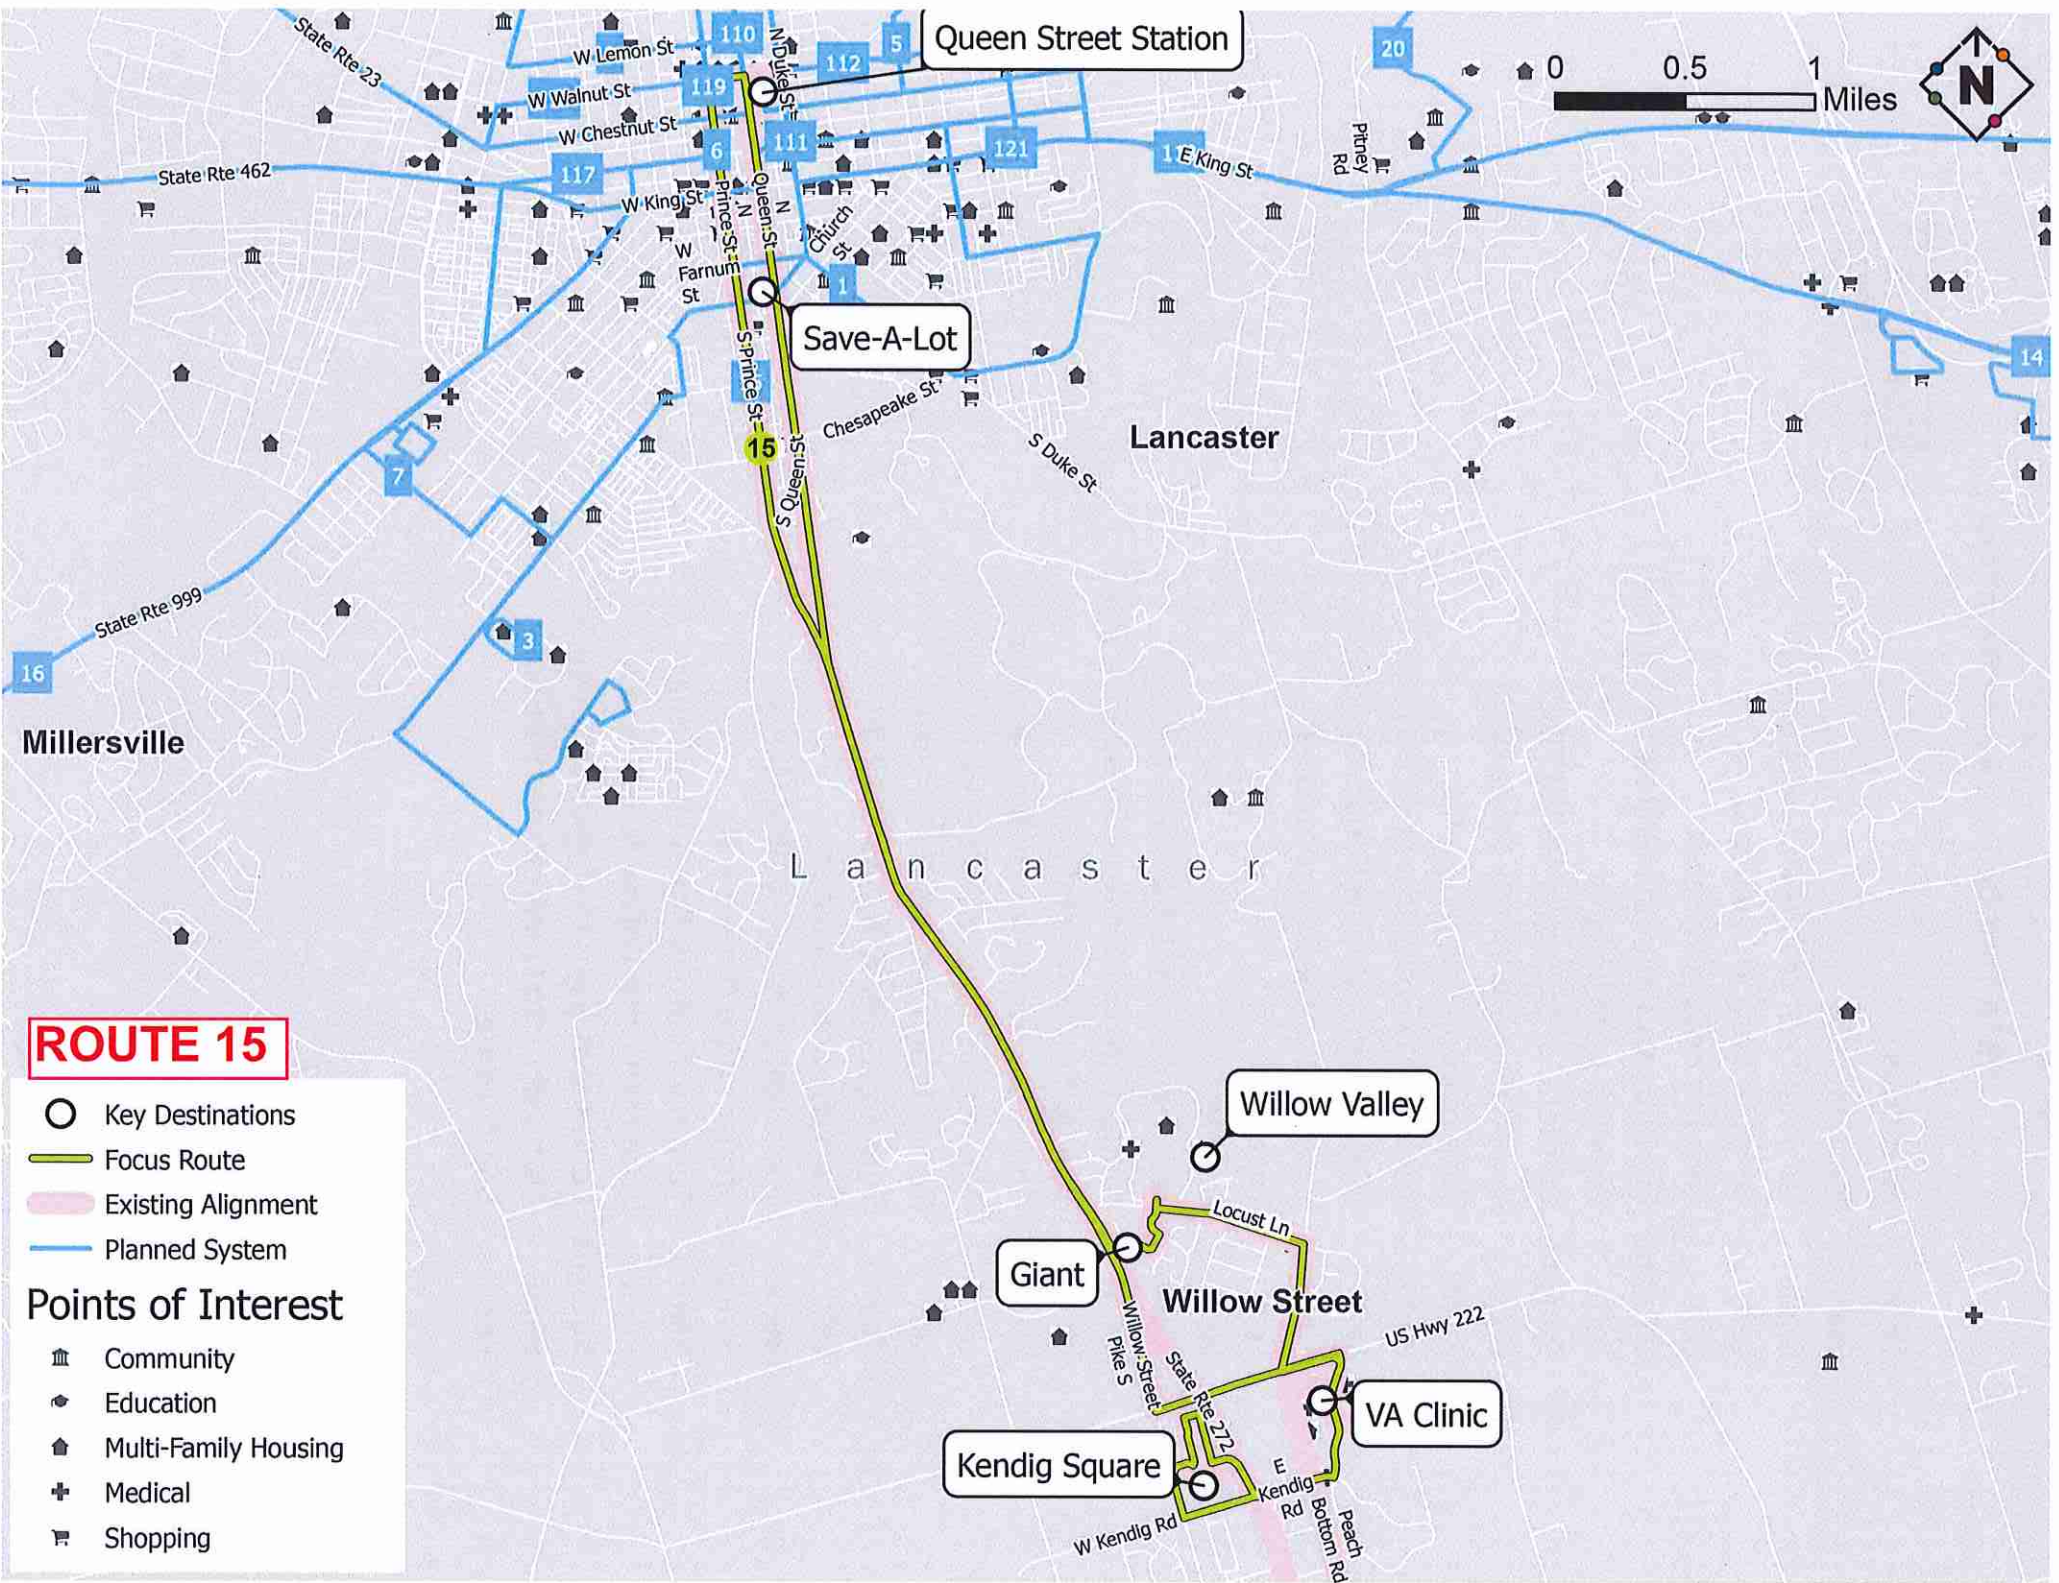 State Rte 23
W Lemon St
110
N Duke St
112
5
Queen Street Station
20
0 0.5 1
Miles
N
119
W Walnut St
W Chestnut St
6
111
121
E King St
Pitney
Rd
State Rte 462
117
W King St
Prince St
N
Queen St
N
Church
St
W
Farnum
St
1
Save-A-Lot
14
S Prince St
Chesapeake St
Lancaster
15
S Queen St
S Duke St
7
State Rte 999
3
16
Millersville
Lancaster
ROUTE 15
Key Destinations
Focus Route
Existing Alignment
Planned System
Points of Interest
Community
Education
Multi-Family Housing
Medical
Shopping
Willow Valley
Locust Ln
Giant
Willow Street
US Hwy 222
Willow Street
Pike S
State Rte 272
VA Clinic
Kendig Square
E
Kendig
Rd
W Kendig Rd
Peach
Bottom Rd